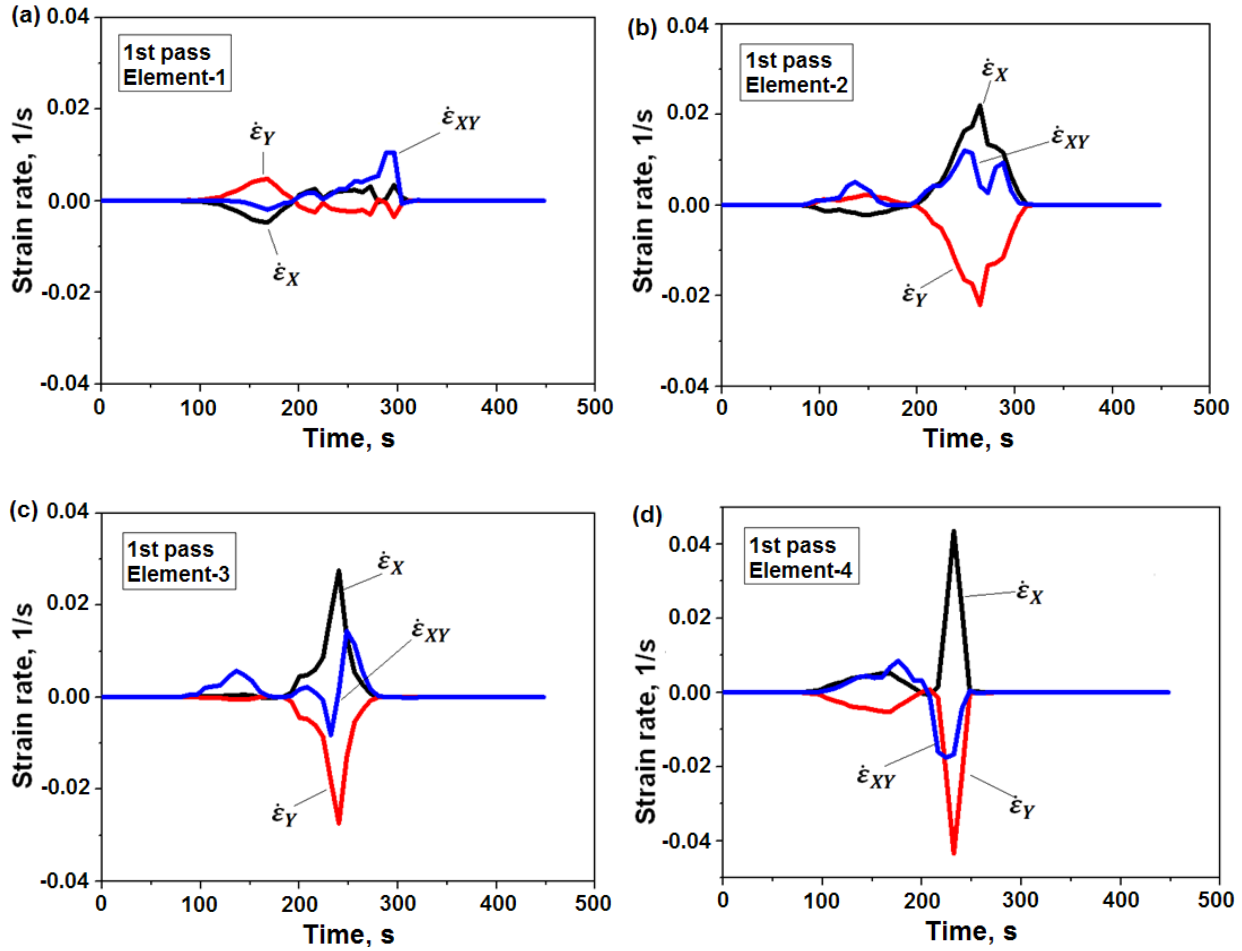 (a)
0.04
0.02
0.00
-0.02
-0.04
Strain rate, 1/s
1st pass
Element-1
ε̇Y
ε̇XY
ε̇X
0
100
200
300
400
500
Time, s
(b)
0.04
0.02
0.00
-0.02
-0.04
Strain rate, 1/s
1st pass
Element-2
ε̇X
ε̇XY
ε̇Y
0
100
200
300
400
500
Time, s
(c)
0.04
0.02
0.00
-0.02
-0.04
Strain rate, 1/s
1st pass
Element-3
ε̇X
ε̇XY
ε̇Y
0
100
200
300
400
500
Time, s
(d)
0.04
0.02
0.00
-0.02
-0.04
Strain rate, 1/s
1st pass
Element-4
ε̇X
ε̇XY
ε̇Y
0
100
200
300
400
500
Time, s